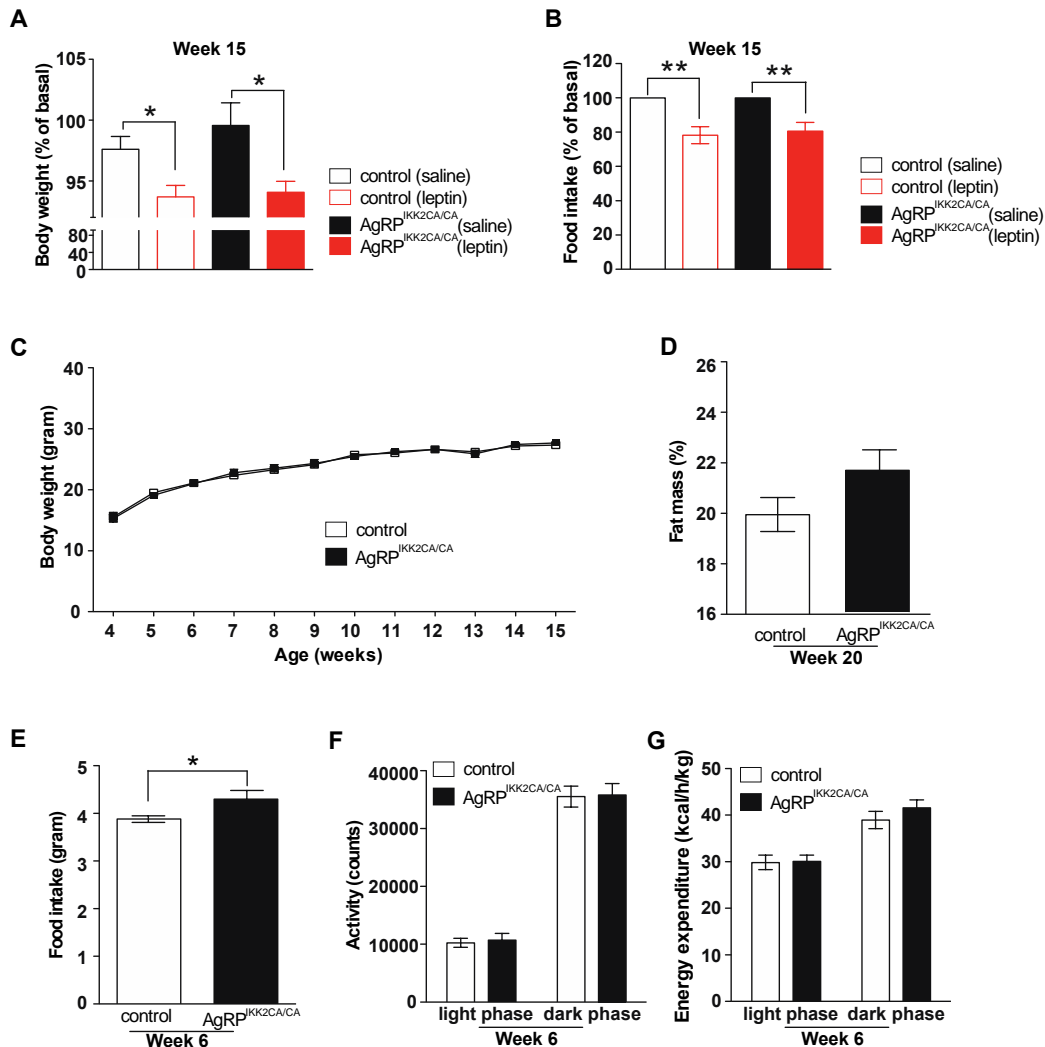 A
Week 15
Body weight (% of basal)
105
100
95
80
40
0
*
*
control (saline)
control (leptin)
AgRP^IKK2CA/CA (saline)
AgRP^IKK2CA/CA (leptin)
B
Week 15
Food intake (% of basal)
120
100
80
60
40
20
0
**
**
control (saline)
control (leptin)
AgRP^IKK2CA/CA (saline)
AgRP^IKK2CA/CA (leptin)
C
Body weight (gram)
40
30
20
10
0
control
AgRP^IKK2CA/CA
4 5 6 7 8 9 10 11 12 13 14 15
Age (weeks)
D
Fat mass (%)
26
24
22
20
18
16
control AgRP^IKK2CA/CA
Week 20
E
Food intake (gram)
5
4
3
2
1
0
*
control AgRP^IKK2CA/CA
Week 6
F
Activity (counts)
40000
30000
20000
10000
0
control
AgRP^IKK2CA/CA
light phase dark phase
Week 6
G
Energy expenditure (kcal/h/kg)
50
40
30
20
10
0
control
AgRP^IKK2CA/CA
light phase dark phase
Week 6